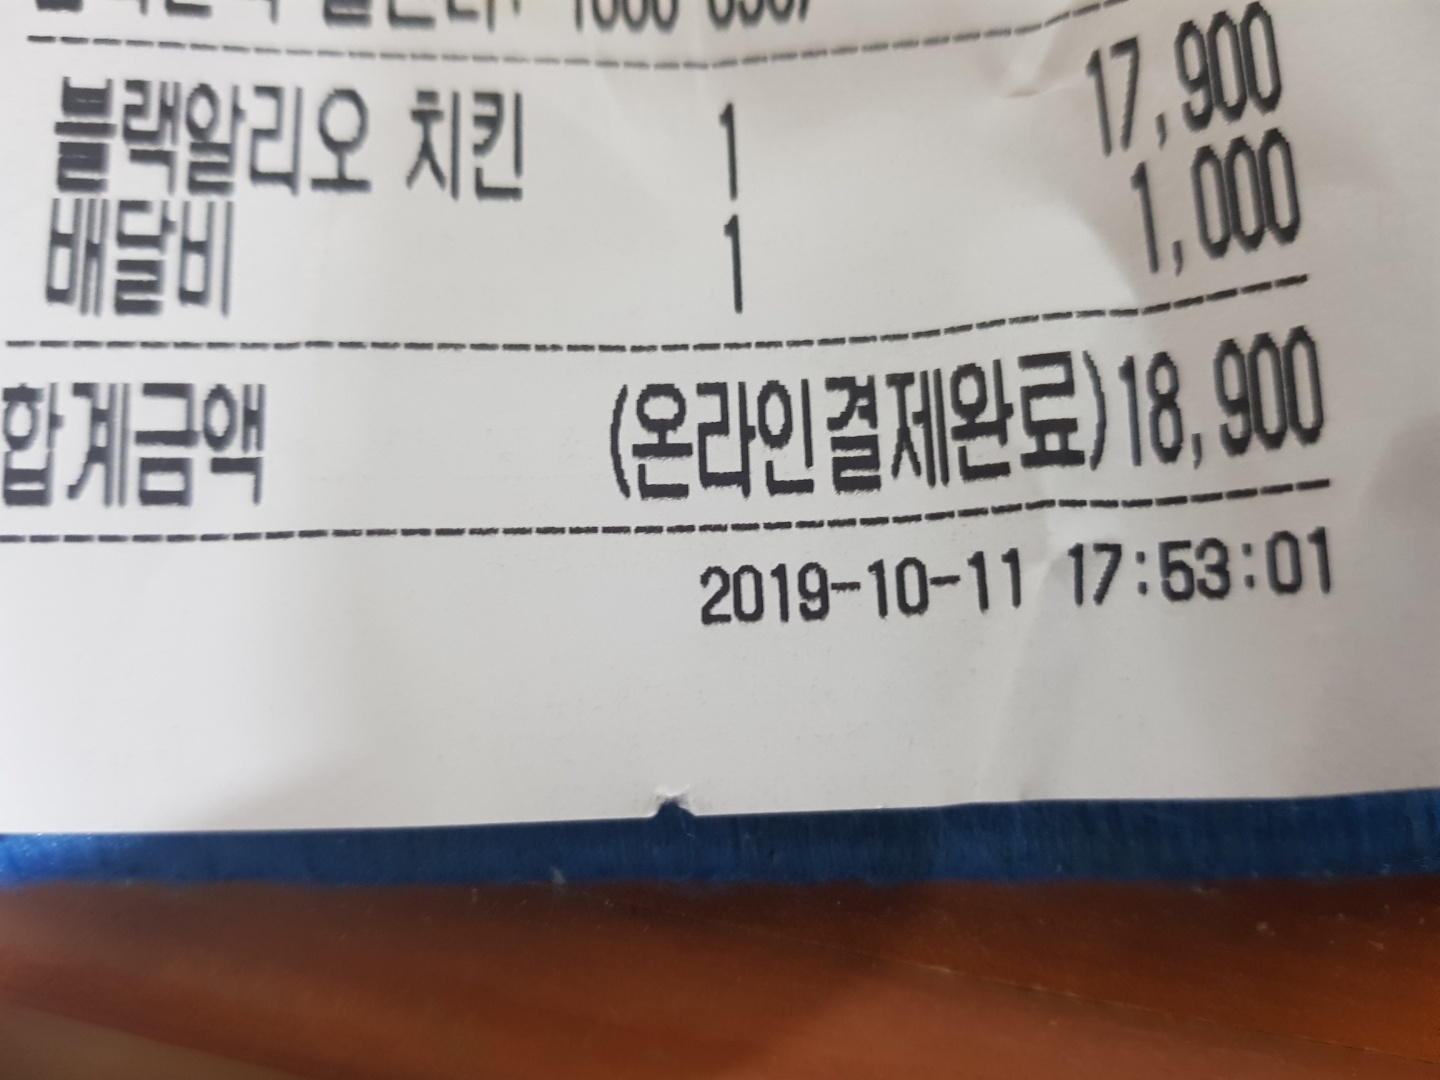 블랙알리오 치킨 1 17,900
배달비 1 1,000
합계금액 (온라인결제완료)18,900
2019-10-11 17:53:01